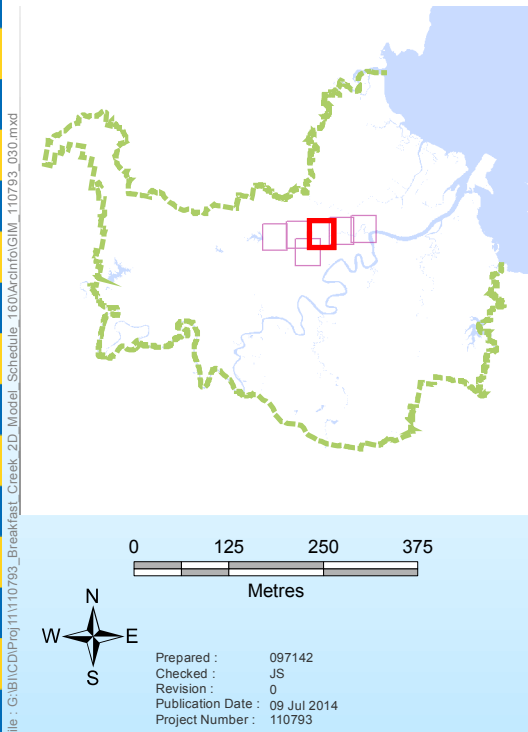 ile : G:\BI\CD\Proj11\110793_Breakfast_Creek_2D_Model_Schedule_160\ArcInfo\GIM_110793_030.mxd
0 125 250 375
Metres
N
W E
S
Prepared : 097142
Checked : JS
Revision : 0
Publication Date : 09 Jul 2014
Project Number : 110793